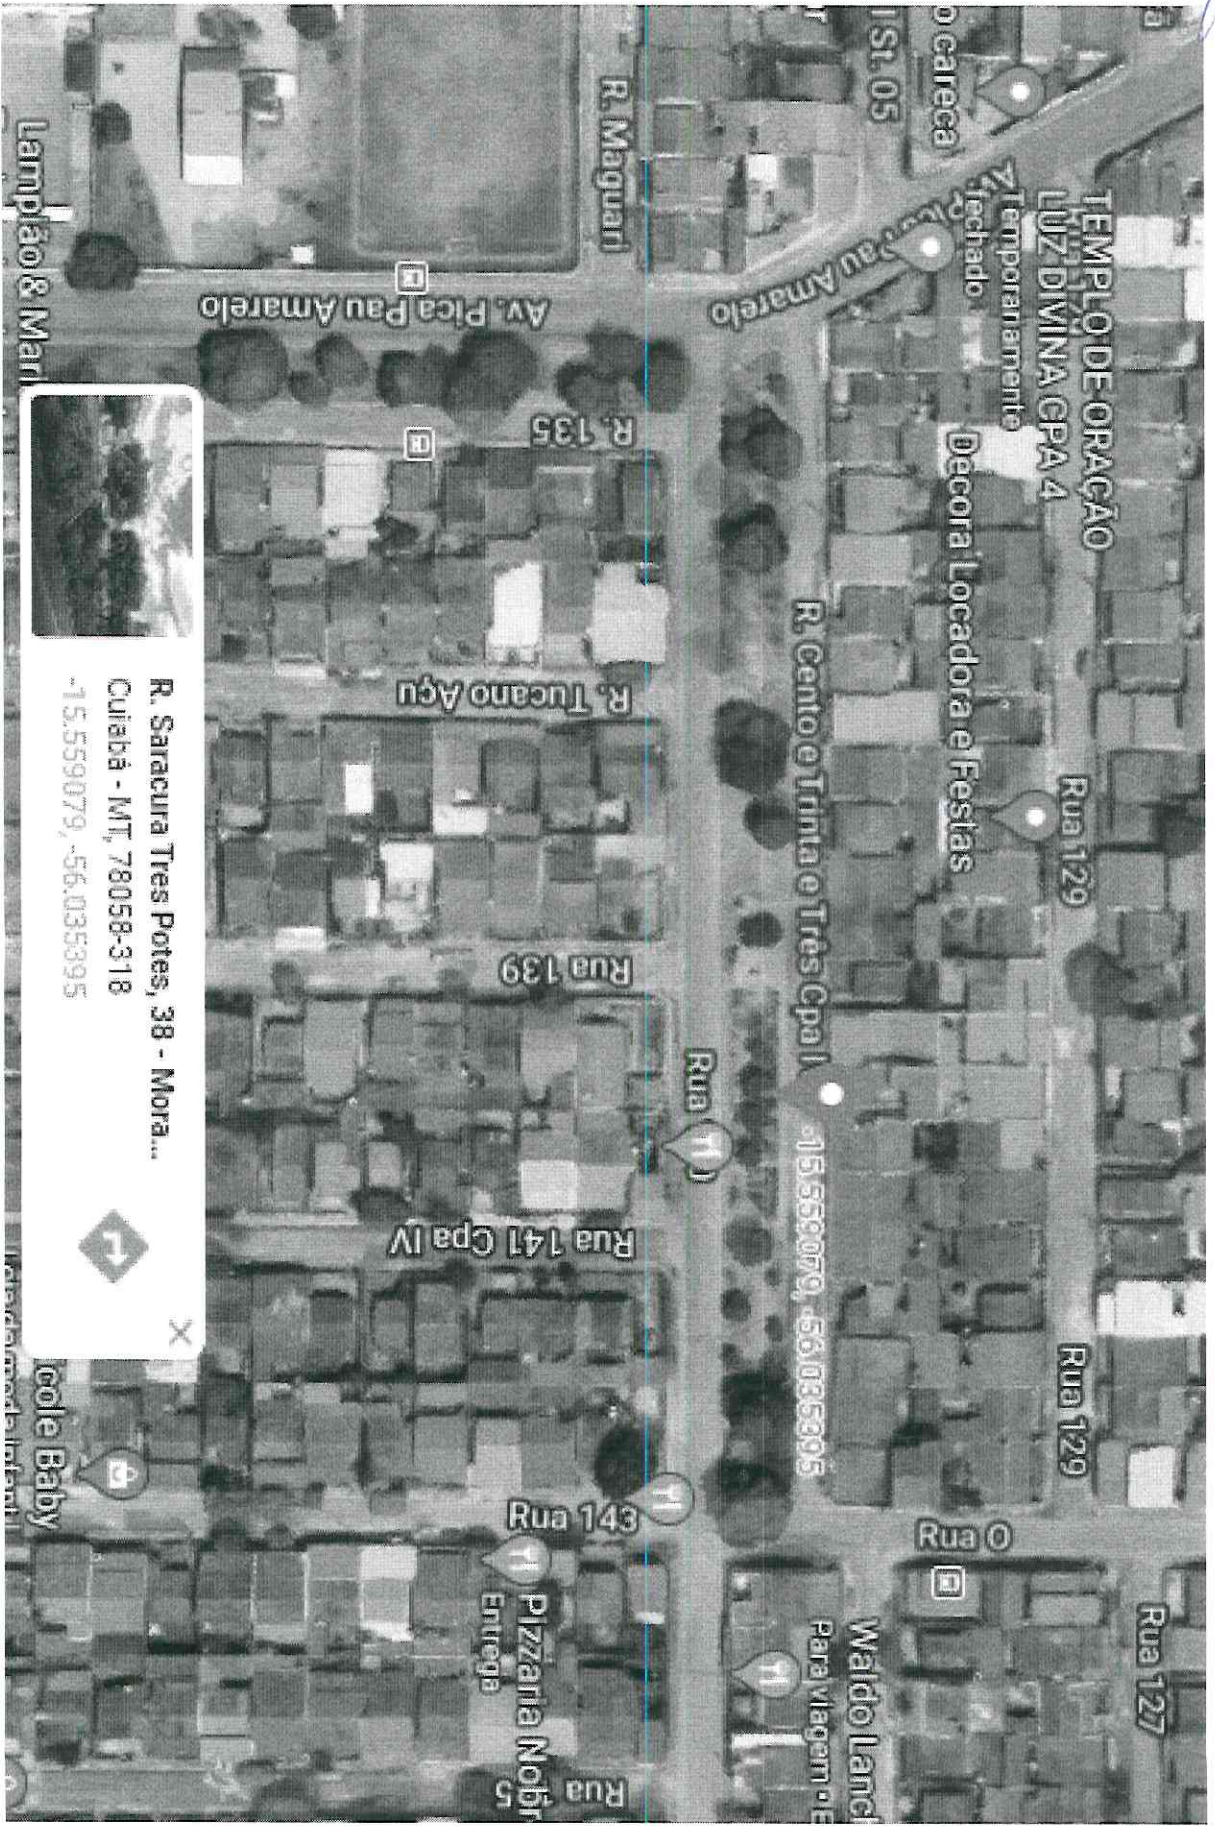 TEMPLO DE ORAÇÃO
LUZ DIVINA CPA 4
Temporariamente
fechado
o careca
St. 05
Rua 129
Rua 129
Rua 127
Decora Locadora e Festas
Rua O
Waldo Lanch
Para viagem • E
Av. Pica Pau Amarelo
R. Cento e Trinta e Três Cpa I
-15.559079, -56.035395
Rua
R. Maguari
R. 135
R. Tucano Açu
Rua 139
Rua 141 Cpa IV
Rua 143
Pizzaria Nobr
Entrega
Rua
5
Av. Pica Pau Amarelo
Lampião & Mari
R. Saracura Tres Potes, 38 - Mora...
Cuiabá - MT, 78058-318
-15.559079, -56.035395
cole Baby